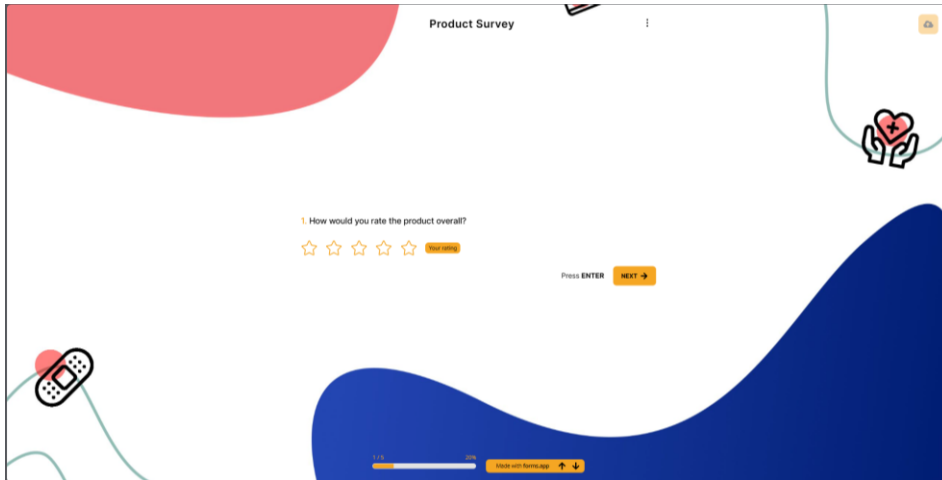 Product Survey
1. How would you rate the product overall?
Your rating
Press ENTER
NEXT
1 / 5
20%
Made with forms.app